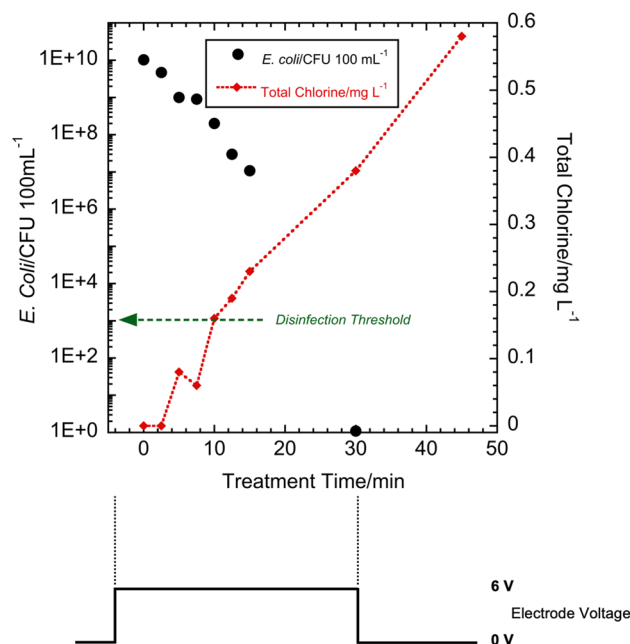 E. coli/CFU 100 mL⁻¹
Total Chlorine/mg L⁻¹
E. Coli/CFU 100mL⁻¹
1E+10
1E+8
1E+6
1E+4
1E+2
1E+0
0.6
0.5
0.4
0.3
0.2
0.1
0
Total Chlorine/mg L⁻¹
Disinfection Threshold
0 10 20 30 40 50
Treatment Time/min
6 V
Electrode Voltage
0 V